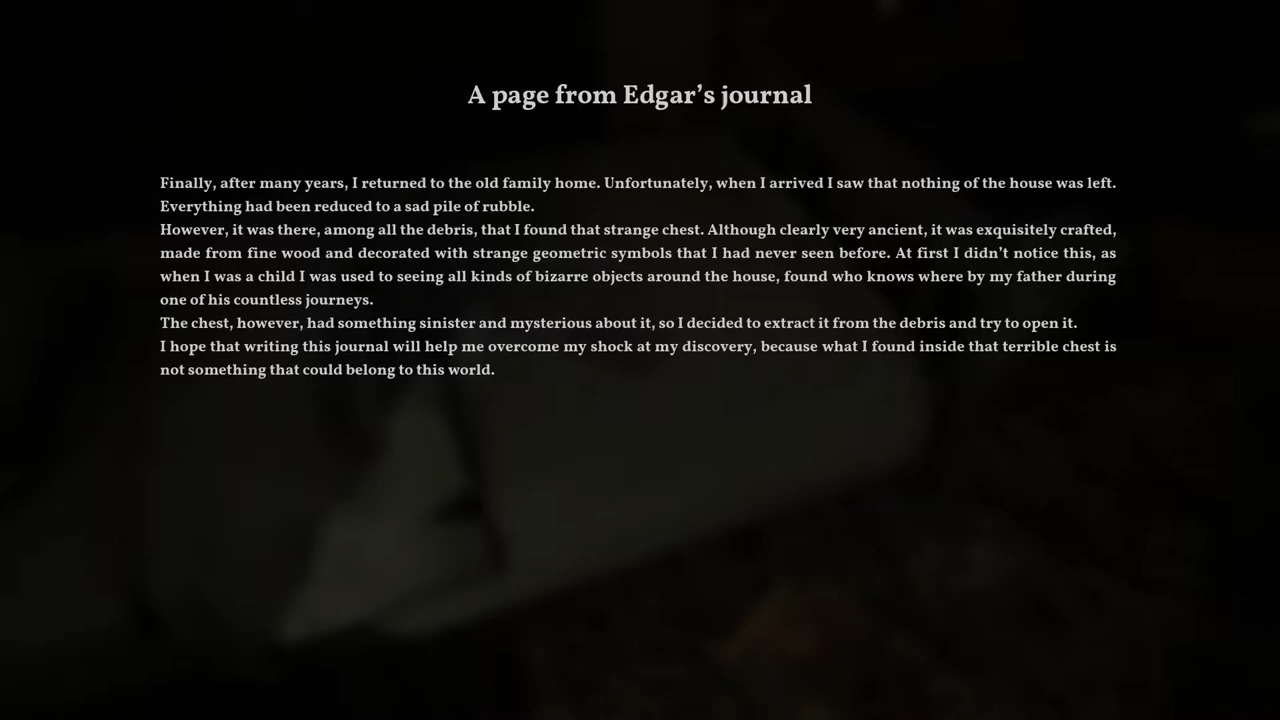 A page from Edgar’s journal
Finally, after many years, I returned to the old family home. Unfortunately, when I arrived I saw that nothing of the house was left.
Everything had been reduced to a sad pile of rubble.
However, it was there, among all the debris, that I found that strange chest. Although clearly very ancient, it was exquisitely crafted,
made from fine wood and decorated with strange geometric symbols that I had never seen before. At first I didn’t notice this, as
when I was a child I was used to seeing all kinds of bizarre objects around the house, found who knows where by my father during
one of his countless journeys.
The chest, however, had something sinister and mysterious about it, so I decided to extract it from the debris and try to open it.
I hope that writing this journal will help me overcome my shock at my discovery, because what I found inside that terrible chest is
not something that could belong to this world.